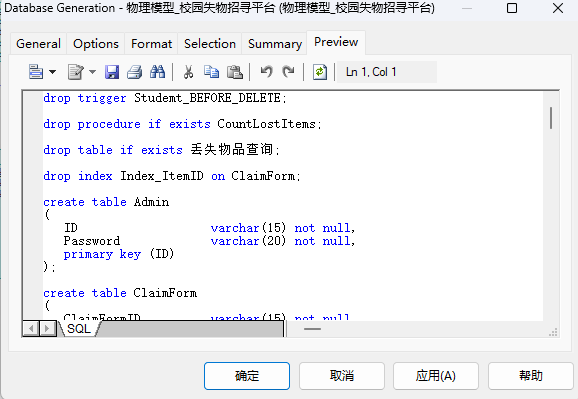 Database Generation - 物理模型_校园失物招寻平台 (物理模型_校园失物招寻平台)
General Options Format Selection Summary Preview
Ln 1, Col 1
drop trigger Studemt_BEFORE_DELETE;
drop procedure if exists CountLostItems;
drop table if exists 丢失物品查询;
drop index Index_ItemID on ClaimForm;
create table Admin
(
ID varchar(15) not null,
Password varchar(20) not null,
primary key (ID)
);
create table ClaimForm
(
ClaimFormID varchar(15) not null
SQL
确定 取消 应用(A) 帮助